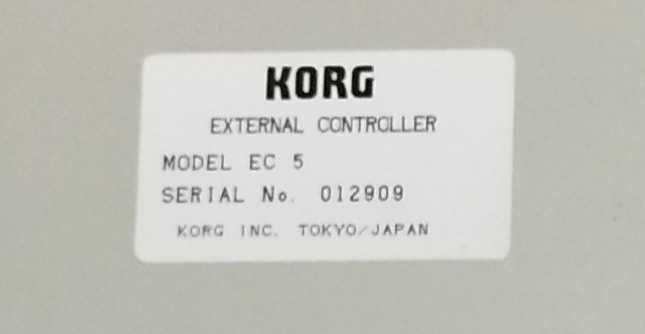 KORG
EXTERNAL CONTROLLER
MODEL EC 5
SERIAL No. 012909
KORG INC. TOKYO/JAPAN